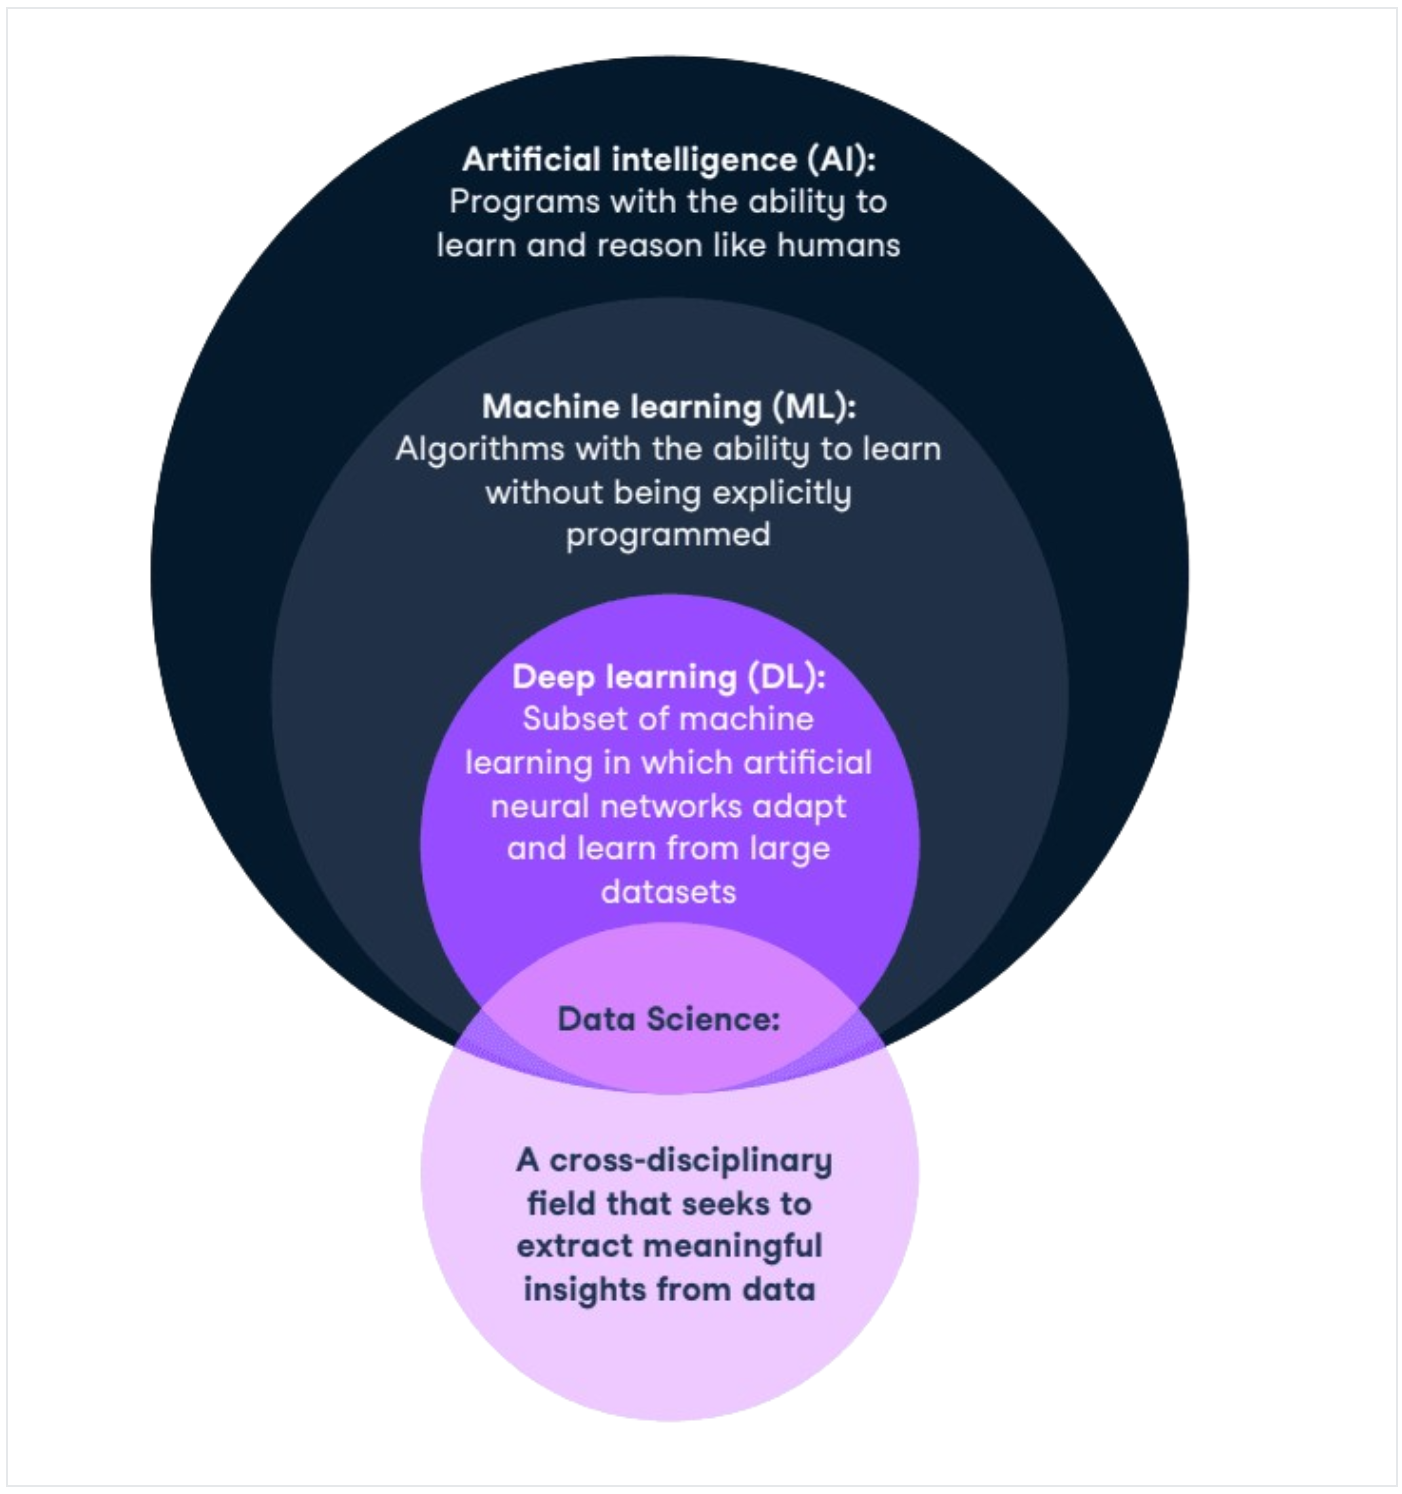 Artificial intelligence (AI):
Programs with the ability to
learn and reason like humans
Machine learning (ML):
Algorithms with the ability to learn
without being explicitly
programmed
Deep learning (DL):
Subset of machine
learning in which artificial
neural networks adapt
and learn from large
datasets
Data Science:
A cross-disciplinary
field that seeks to
extract meaningful
insights from data